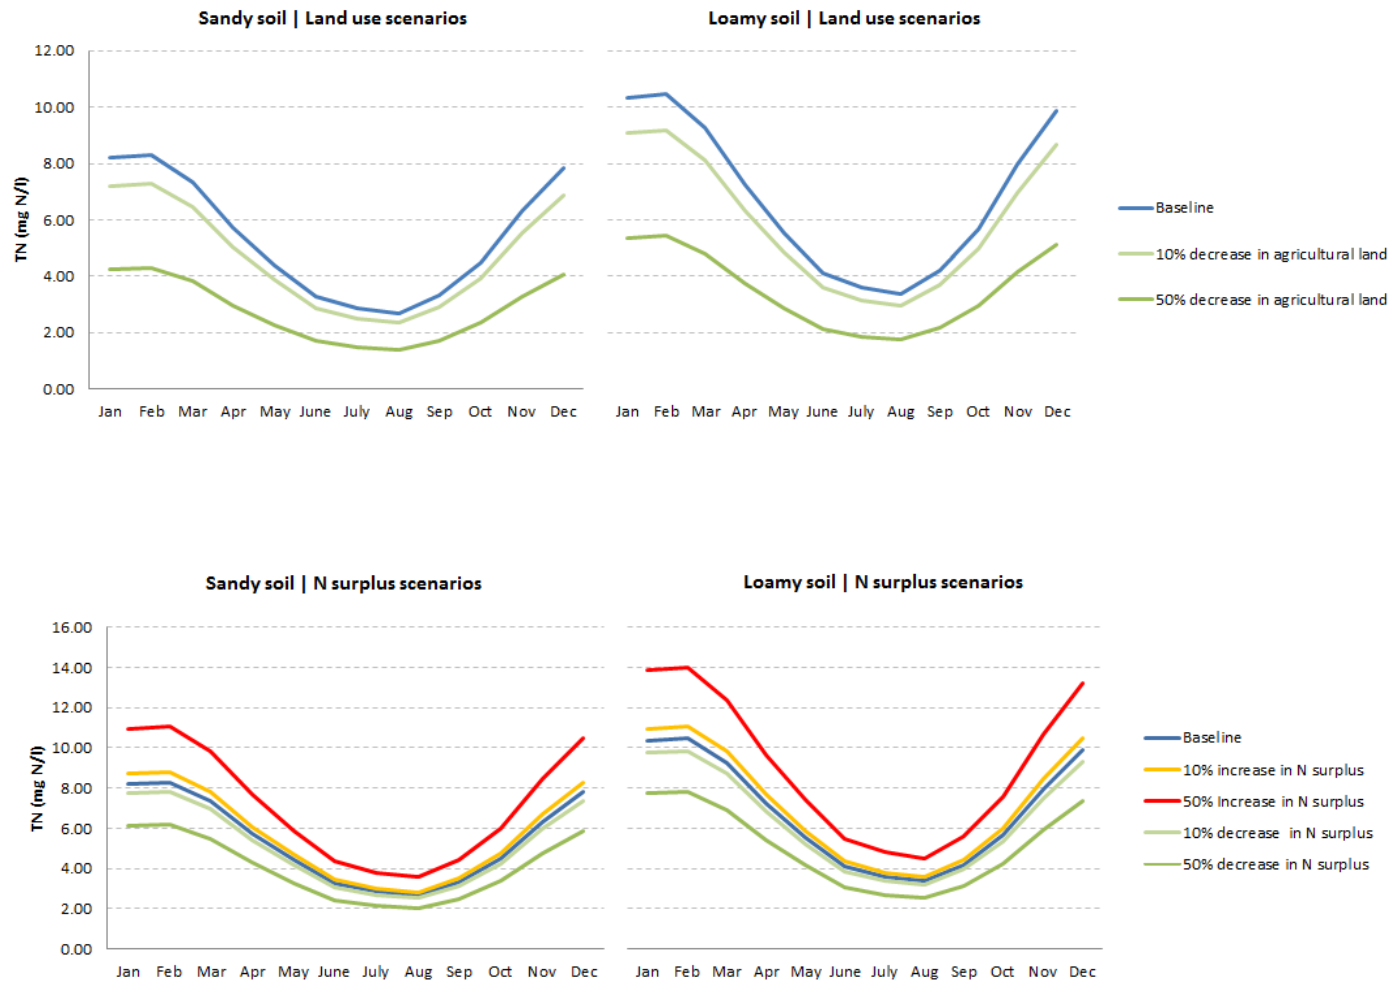 Sandy soil | Land use scenarios
Loamy soil | Land use scenarios
TN (mg N/l)
12.00
10.00
8.00
6.00
4.00
2.00
0.00
Jan Feb Mar Apr May June July Aug Sep Oct Nov Dec
Jan Feb Mar Apr May June July Aug Sep Oct Nov Dec
Baseline
10% decrease in agricultural land
50% decrease in agricultural land
Sandy soil | N surplus scenarios
Loamy soil | N surplus scenarios
TN (mg N/l)
16.00
14.00
12.00
10.00
8.00
6.00
4.00
2.00
0.00
Jan Feb Mar Apr May June July Aug Sep Oct Nov Dec
Jan Feb Mar Apr May June July Aug Sep Oct Nov Dec
Baseline
10% increase in N surplus
50% Increase in N surplus
10% decrease in N surplus
50% decrease in N surplus